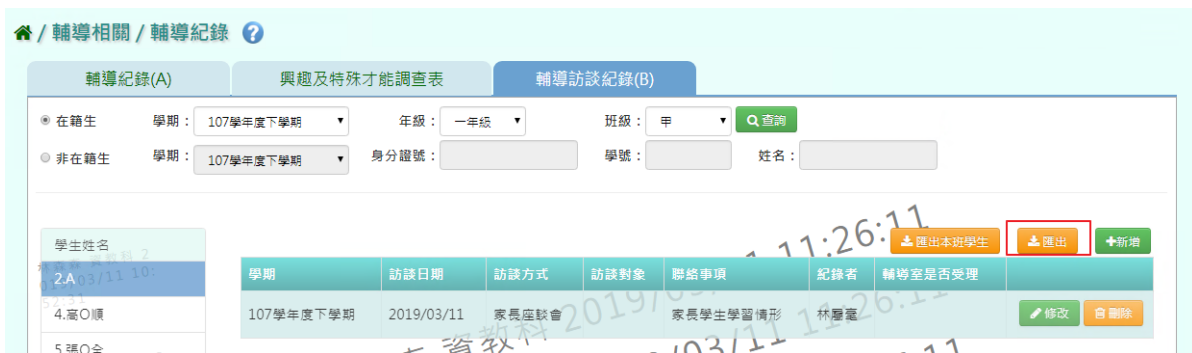 / 輔導相關 / 輔導紀錄 ?
輔導紀錄(A) 興趣及特殊才能調查表 輔導訪談紀錄(B)
在籍生 學期： 107學年度下學期 年級： 一年級 班級： 甲 查詢
非在籍生 學期： 107學年度下學期 身分證號： 學號： 姓名：
匯出本班學生 匯出 新增
學生姓名
2.A
4.高O順
5.張O全
學期 訪談日期 訪談方式 訪談對象 聯絡事項 紀錄者 輔導室是否受理
107學年度下學期 2019/03/11 家長座談會 家長學生學習情形 修改 刪除
11:26:11